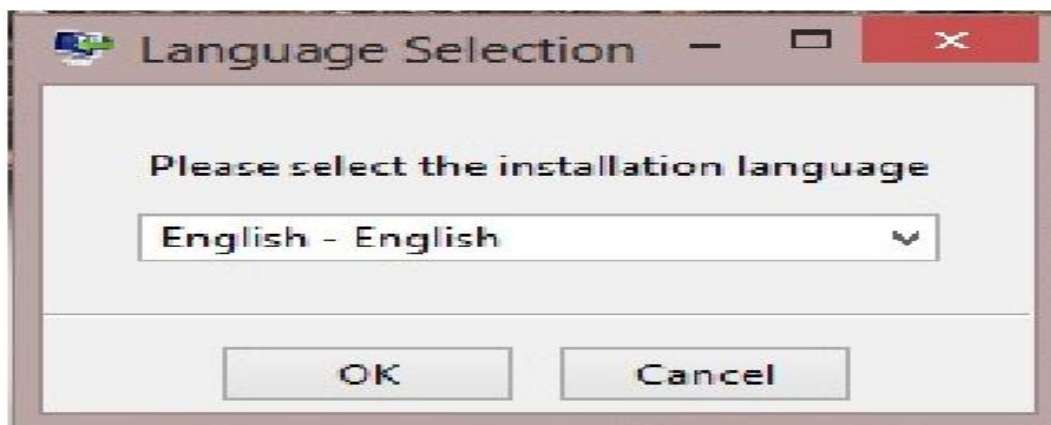 Language Selection
Please select the installation language
English - English
OK Cancel